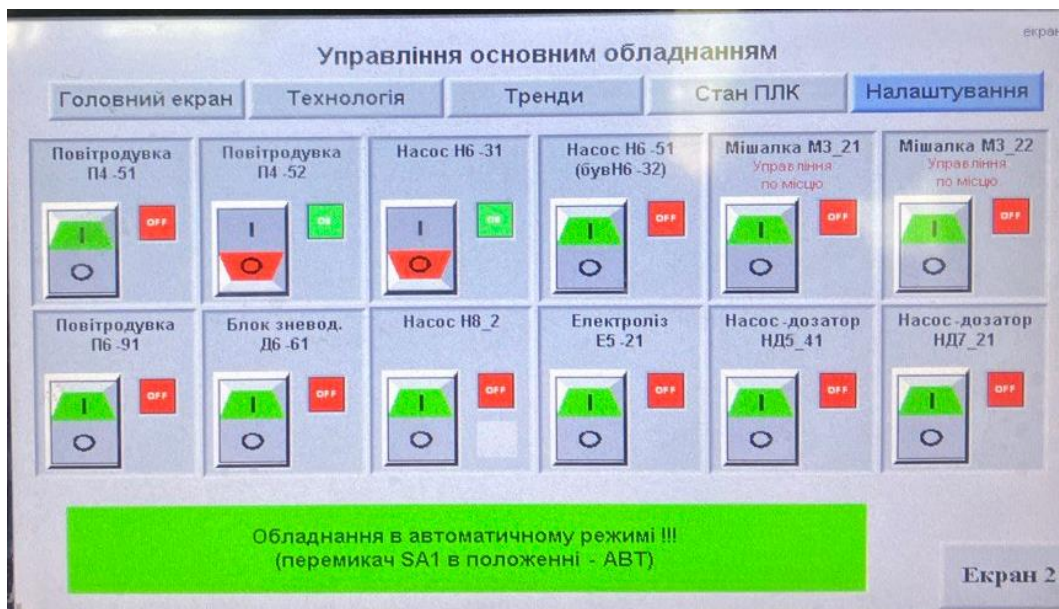 екран
Управління основним обладнанням
Головний екран
Технологія
Тренди
Стан ПЛК
Налаштування
Повітродувка
П4 -51
I
O
OFF
Повітродувка
П4 -52
I
O
ON
Насос Н6 -31
I
O
ON
Насос Н6 -51
(бувН6 -32)
I
O
OFF
Мішалка М3_21
Управління
по місцю
I
O
OFF
Мішалка М3_22
Управління
по місцю
I
O
OFF
Повітродувка
П6 -91
I
O
OFF
Блок зневод.
Д6 -61
I
O
OFF
Насос Н8_2
I
O
OFF
Електроліз
Е5 -21
I
O
OFF
Насос -дозатор
НД5_41
I
O
OFF
Насос -дозатор
НД7_21
I
O
OFF
Обладнання в автоматичному режимі !!!
(перемикач SA1 в положенні - АВТ)
Екран 2